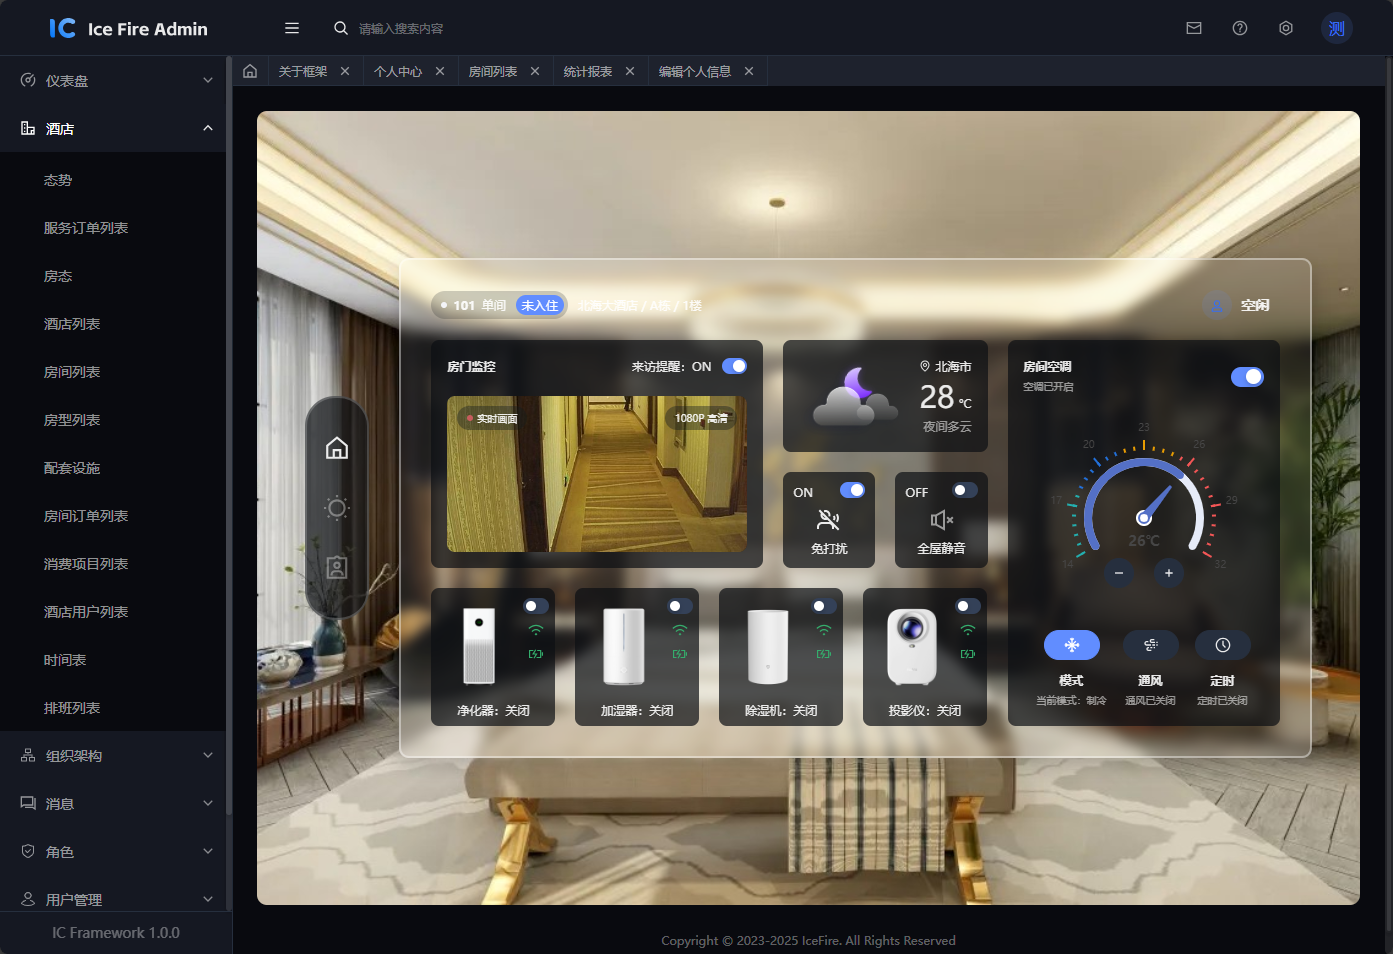 IC Ice Fire Admin
请输入搜索内容
测
仪表盘
酒店
态势
服务订单列表
房态
酒店列表
房间列表
房型列表
配套设施
房间订单列表
消费项目列表
酒店用户列表
时间表
排班列表
组织架构
消息
角色
用户管理
IC Framework 1.0.0
关于框架
个人中心
房间列表
统计报表
编辑个人信息
101 单间 未入住 北海大酒店 / A栋 / 1楼
空闲
房门监控
来访提醒：ON
实时画面
1080P 高清
北海市
28 ℃
夜间多云
ON
免打扰
OFF
全屋静音
房间空调
空调已开启
14
17
20
23
26
29
32
26℃
模式
当前模式：制冷
通风
通风已关闭
定时
定时已关闭
净化器：关闭
加湿器：关闭
除湿机：关闭
投影仪：关闭
Copyright © 2023-2025 IceFire. All Rights Reserved